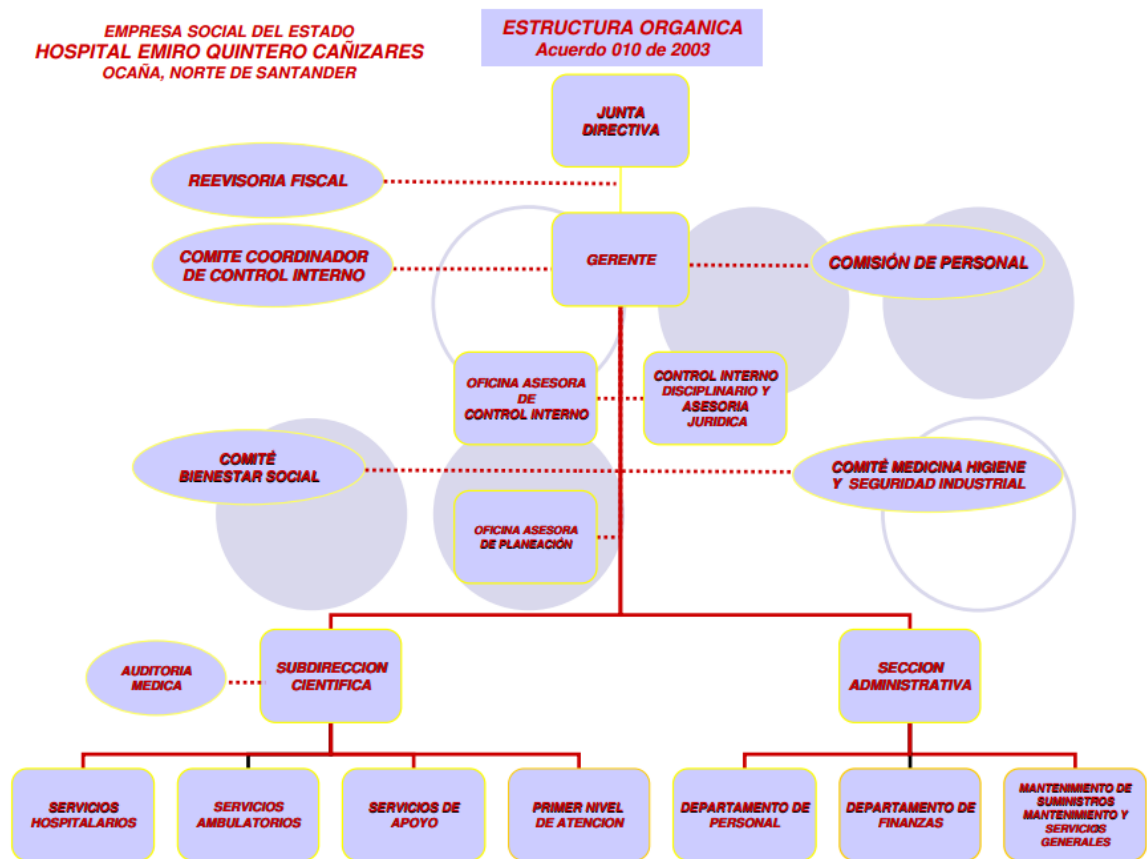 EMPRESA SOCIAL DEL ESTADO
HOSPITAL EMIRO QUINTERO CAÑIZARES
OCAÑA, NORTE DE SANTANDER
ESTRUCTURA ORGANICA
Acuerdo 010 de 2003
JUNTA
DIRECTIVA
REEVISORIA FISCAL
COMITE COORDINADOR
DE CONTROL INTERNO
GERENTE
COMISIÓN DE PERSONAL
OFICINA ASESORA
DE
CONTROL INTERNO
CONTROL INTERNO
DISCIPLINARIO Y
ASESORIA
JURIDICA
COMITÉ
BIENESTAR SOCIAL
COMITÉ MEDICINA HIGIENE
Y SEGURIDAD INDUSTRIAL
OFICINA ASESORA
DE PLANEACIÓN
AUDITORIA
MEDICA
SUBDIRECCION
CIENTIFICA
SECCION
ADMINISTRATIVA
SERVICIOS
HOSPITALARIOS
SERVICIOS
AMBULATORIOS
SERVICIOS DE
APOYO
PRIMER NIVEL
DE ATENCION
DEPARTAMENTO DE
PERSONAL
DEPARTAMENTO DE
FINANZAS
MANTENIMIENTO DE
SUMINISTROS
MANTENIMIENTO Y
SERVICIOS
GENERALES